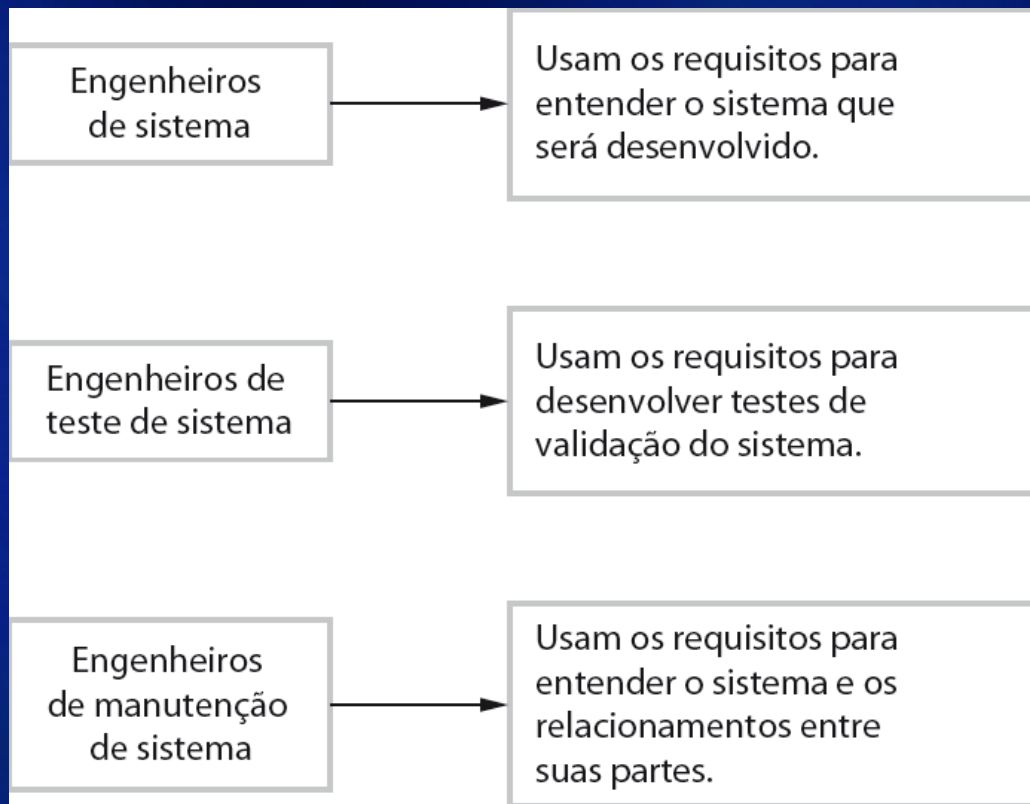 Engenheiros
de sistema
Usam os requisitos para
entender o sistema que
será desenvolvido.
Engenheiros de
teste de sistema
Usam os requisitos para
desenvolver testes de
validação do sistema.
Engenheiros
de manutenção
de sistema
Usam os requisitos para
entender o sistema e os
relacionamentos entre
suas partes.